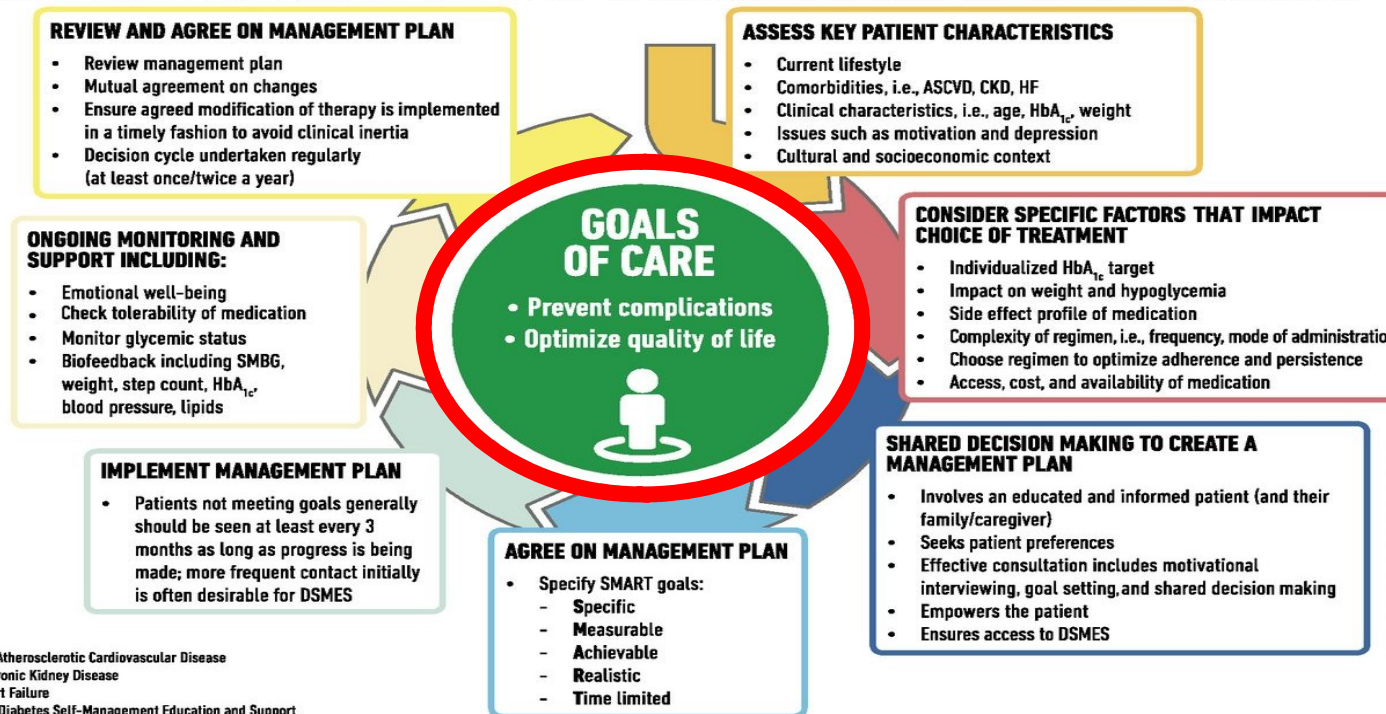 REVIEW AND AGREE ON MANAGEMENT PLAN
• Review management plan
• Mutual agreement on changes
• Ensure agreed modification of therapy is implemented
in a timely fashion to avoid clinical inertia
• Decision cycle undertaken regularly
(at least once/twice a year)
ASSESS KEY PATIENT CHARACTERISTICS
• Current lifestyle
• Comorbidities, i.e., ASCVD, CKD, HF
• Clinical characteristics, i.e., age, HbA1c, weight
• Issues such as motivation and depression
• Cultural and socioeconomic context
GOALS
OF CARE
• Prevent complications
• Optimize quality of life
CONSIDER SPECIFIC FACTORS THAT IMPACT
CHOICE OF TREATMENT
• Individualized HbA1c target
• Impact on weight and hypoglycemia
• Side effect profile of medication
• Complexity of regimen, i.e., frequency, mode of administratio
• Choose regimen to optimize adherence and persistence
• Access, cost, and availability of medication
SHARED DECISION MAKING TO CREATE A
MANAGEMENT PLAN
• Involves an educated and informed patient (and their
family/caregiver)
• Seeks patient preferences
• Effective consultation includes motivational
interviewing, goal setting, and shared decision making
• Empowers the patient
• Ensures access to DSMES
AGREE ON MANAGEMENT PLAN
• Specify SMART goals:
– Specific
– Measurable
– Achievable
– Realistic
– Time limited
IMPLEMENT MANAGEMENT PLAN
• Patients not meeting goals generally
should be seen at least every 3
months as long as progress is being
made; more frequent contact initially
is often desirable for DSMES
ONGOING MONITORING AND
SUPPORT INCLUDING:
• Emotional well-being
• Check tolerability of medication
• Monitor glycemic status
• Biofeedback including SMBG,
weight, step count, HbA1c,
blood pressure, lipids
Atherosclerotic Cardiovascular Disease
onic Kidney Disease
t Failure
Diabetes Self-Management Education and Support